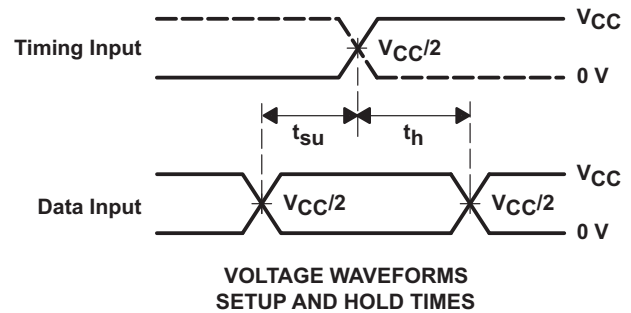 VCC
Timing Input
VCC/2
0 V
tsu
th
VCC
Data Input
VCC/2
VCC/2
0 V
VOLTAGE WAVEFORMS
SETUP AND HOLD TIMES